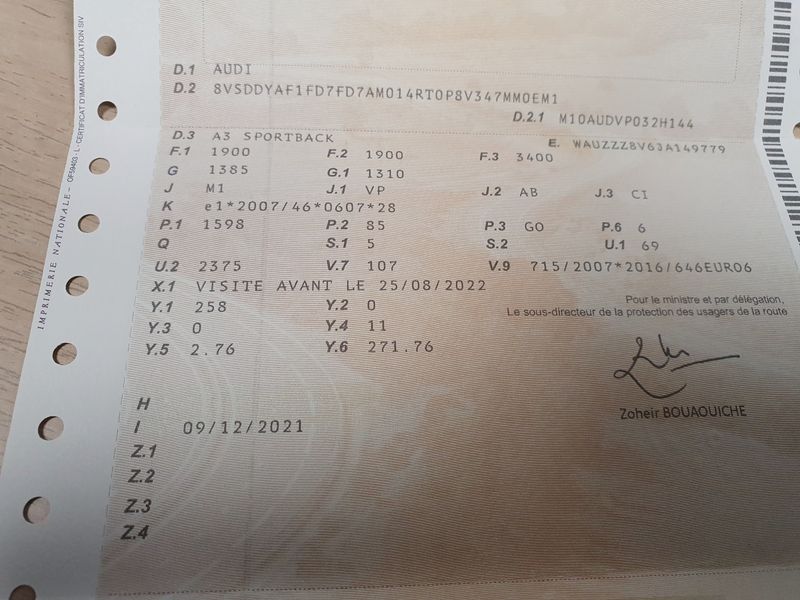 IMPRIMERIE NATIONALE - OF59403 - L - CERTIFICAT D'IMMATRICULATION SIV
D.1 AUDI
D.2 8VSDDYAF1FD7FD7AM014RT0P8V347MM0EM1
D.2.1 M10AUDVP032H144
D.3 A3 SPORTBACK
E. WAUZZZ8V63A149779
F.1 1900 F.2 1900 F.3 3400
G 1385 G.1 1310
J M1 J.1 VP J.2 AB J.3 CI
K e1*2007/46*0607*28
P.1 1598 P.2 85 P.3 GO P.6 6
Q S.1 5 S.2 U.1 69
U.2 2375 V.7 107 V.9 715/2007*2016/646EURO6
X.1 VISITE AVANT LE 25/08/2022
Y.1 258 Y.2 0
Y.3 0 Y.4 11
Y.5 2.76 Y.6 271.76
Pour le ministre et par délégation,
Le sous-directeur de la protection des usagers de la route
Zoheir BOUAOUICHE
H
I 09/12/2021
Z.1
Z.2
Z.3
Z.4